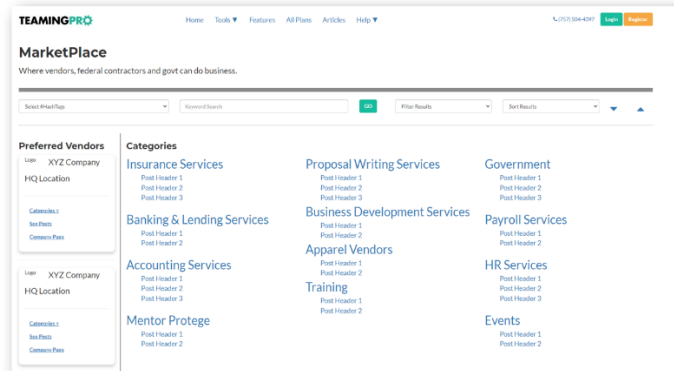 TEAMINGPRO
Home Tools ▼ Features All Plans Articles Help ▼
(757) 504-4397 Login Register
MarketPlace
Where vendors, federal contractors and govt can do business.
Select #HashTags Keyword Search GO Filter Results Sort Results
Preferred Vendors
Logo XYZ Company
HQ Location
Categories +
See Posts
Company Page
Logo XYZ Company
HQ Location
Categories +
See Posts
Company Page
Categories
Insurance Services
Post Header 1
Post Header 2
Post Header 3
Banking & Lending Services
Post Header 1
Post Header 2
Accounting Services
Post Header 1
Post Header 2
Post Header 3
Mentor Protege
Post Header 1
Post Header 2
Proposal Writing Services
Post Header 1
Post Header 2
Post Header 3
Business Development Services
Post Header 1
Post Header 2
Apparel Vendors
Post Header 1
Post Header 2
Training
Post Header 1
Post Header 2
Government
Post Header 1
Post Header 2
Post Header 3
Payroll Services
Post Header 1
Post Header 2
HR Services
Post Header 1
Post Header 2
Post Header 3
Events
Post Header 1
Post Header 2